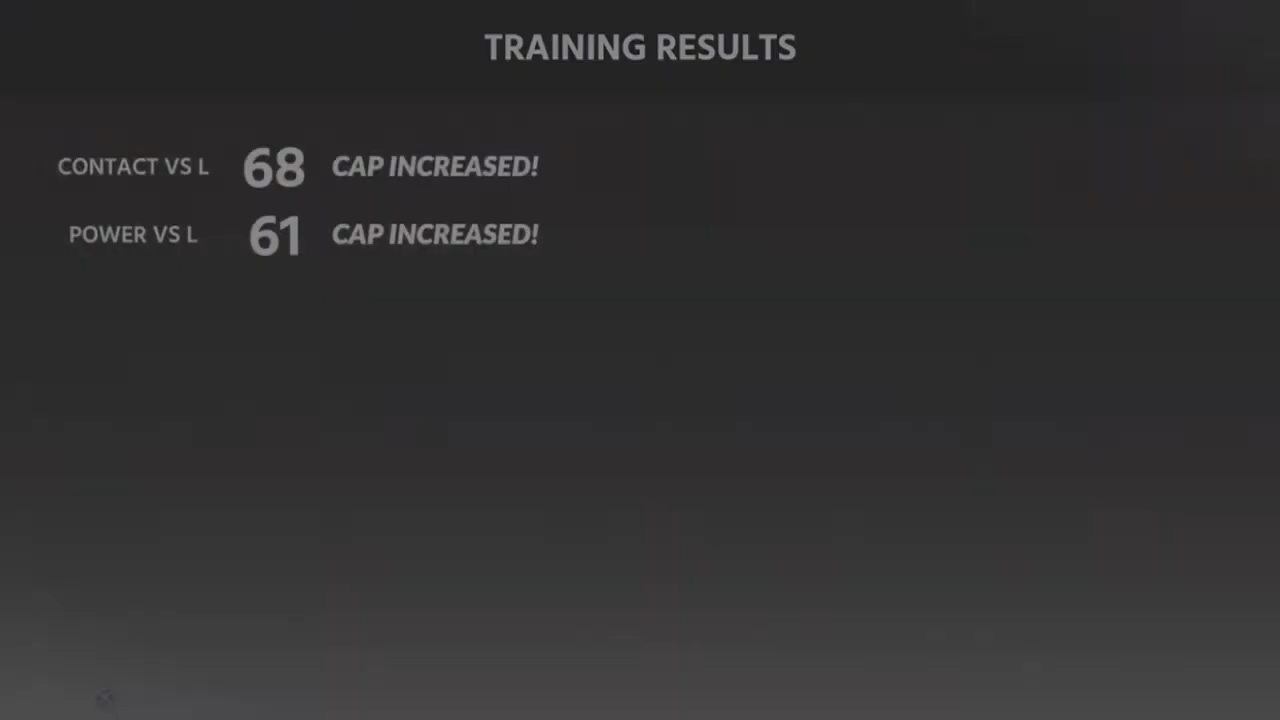 TRAINING RESULTS
CONTACT VS L 68 CAP INCREASED!
POWER VS L 61 CAP INCREASED!